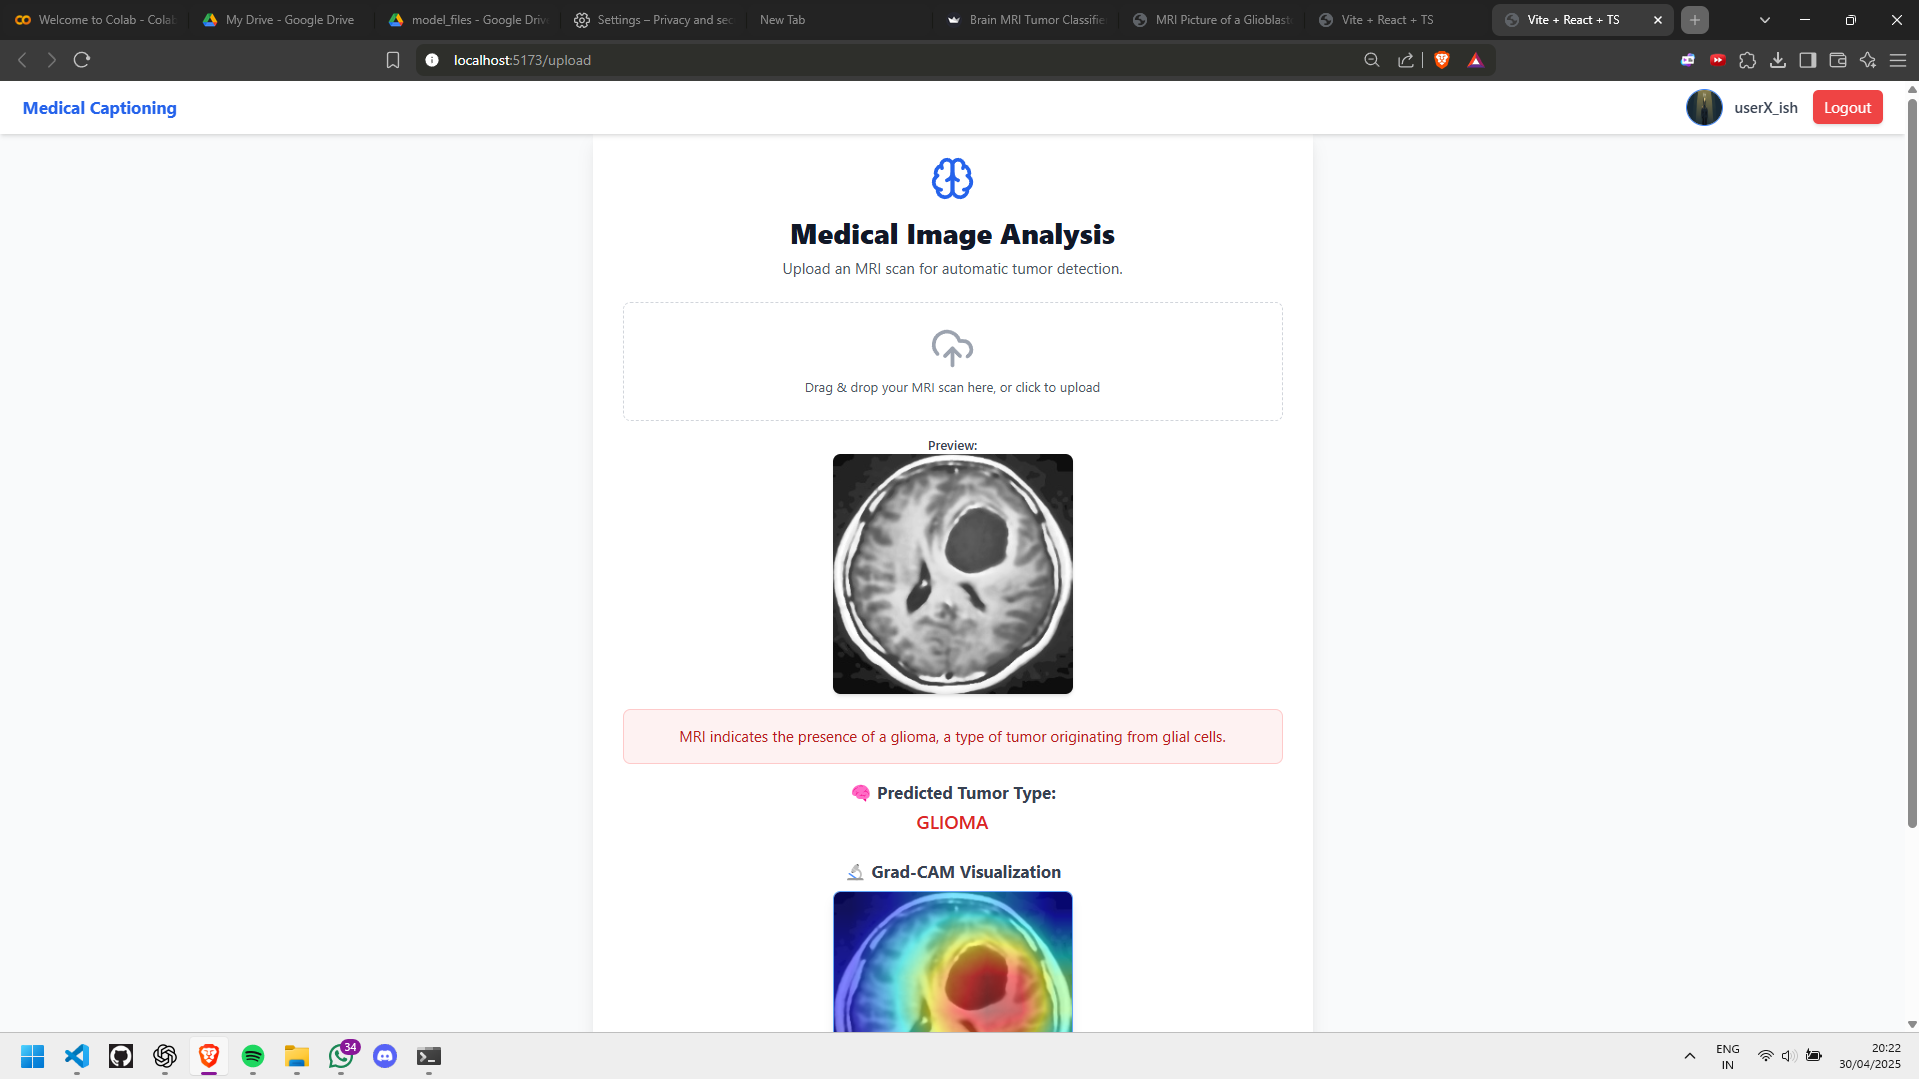 Welcome to Colab - Colab
My Drive - Google Drive
model_files - Google Drive
Settings – Privacy and sec
New Tab
Brain MRI Tumor Classifie
MRI Picture of a Glioblast
Vite + React + TS
Vite + React + TS
localhost:5173/upload
Medical Captioning
userX_ish
Logout
Medical Image Analysis
Upload an MRI scan for automatic tumor detection.
Drag & drop your MRI scan here, or click to upload
Preview:
MRI indicates the presence of a glioma, a type of tumor originating from glial cells.
Predicted Tumor Type:
GLIOMA
Grad-CAM Visualization
34
ENG
IN
20:22
30/04/2025